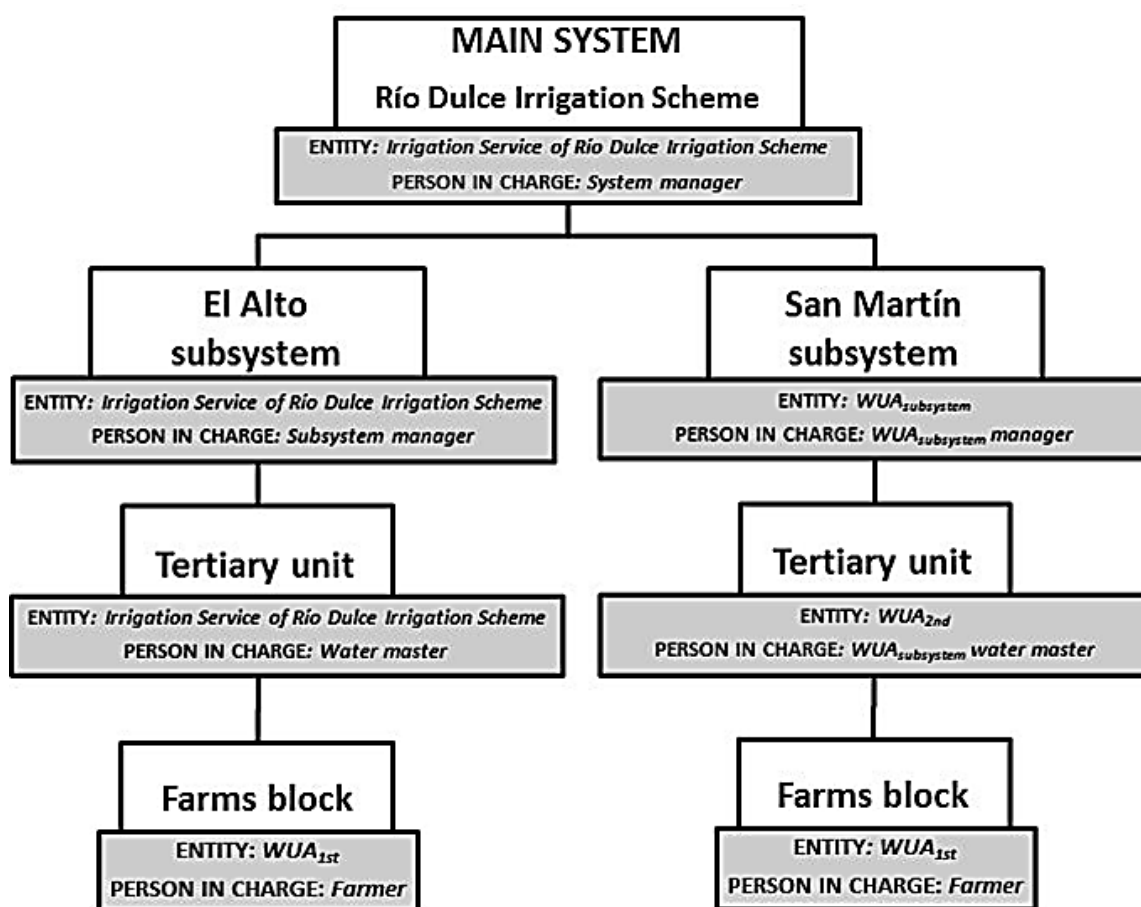 MAIN SYSTEM
Río Dulce Irrigation Scheme
ENTITY: Irrigation Service of Río Dulce Irrigation Scheme
PERSON IN CHARGE: System manager
El Alto
subsystem
ENTITY: Irrigation Service of Río Dulce Irrigation Scheme
PERSON IN CHARGE: Subsystem manager
San Martín
subsystem
ENTITY: WUAsubsystem
PERSON IN CHARGE: WUAsubsystem manager
Tertiary unit
ENTITY: Irrigation Service of Río Dulce Irrigation Scheme
PERSON IN CHARGE: Water master
Tertiary unit
ENTITY: WUA2nd
PERSON IN CHARGE: WUAsubsystem water master
Farms block
ENTITY: WUA1st
PERSON IN CHARGE: Farmer
Farms block
ENTITY: WUA1st
PERSON IN CHARGE: Farmer